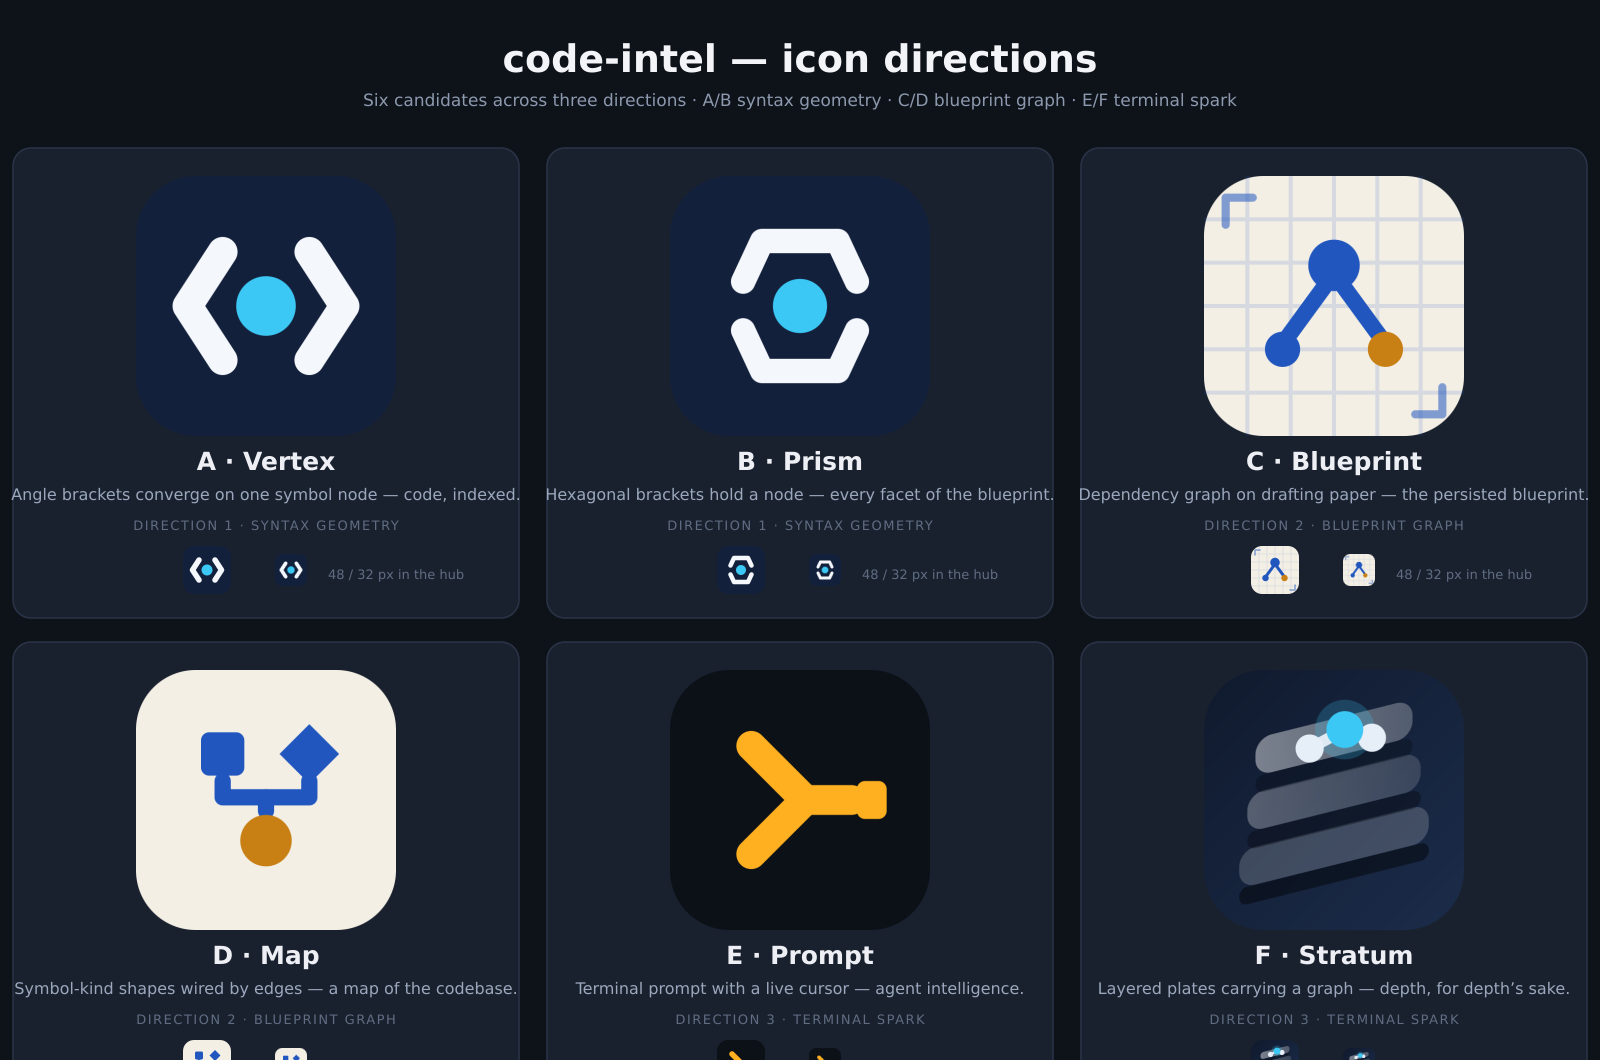 code-intel — icon directions
Six candidates across three directions · A/B syntax geometry · C/D blueprint graph · E/F terminal spark
A · Vertex
Angle brackets converge on one symbol node — code, indexed.
DIRECTION 1 · SYNTAX GEOMETRY
48 / 32 px in the hub
B · Prism
Hexagonal brackets hold a node — every facet of the blueprint.
DIRECTION 1 · SYNTAX GEOMETRY
48 / 32 px in the hub
C · Blueprint
Dependency graph on drafting paper — the persisted blueprint.
DIRECTION 2 · BLUEPRINT GRAPH
48 / 32 px in the hub
D · Map
Symbol-kind shapes wired by edges — a map of the codebase.
DIRECTION 2 · BLUEPRINT GRAPH
E · Prompt
Terminal prompt with a live cursor — agent intelligence.
DIRECTION 3 · TERMINAL SPARK
F · Stratum
Layered plates carrying a graph — depth, for depth’s sake.
DIRECTION 3 · TERMINAL SPARK